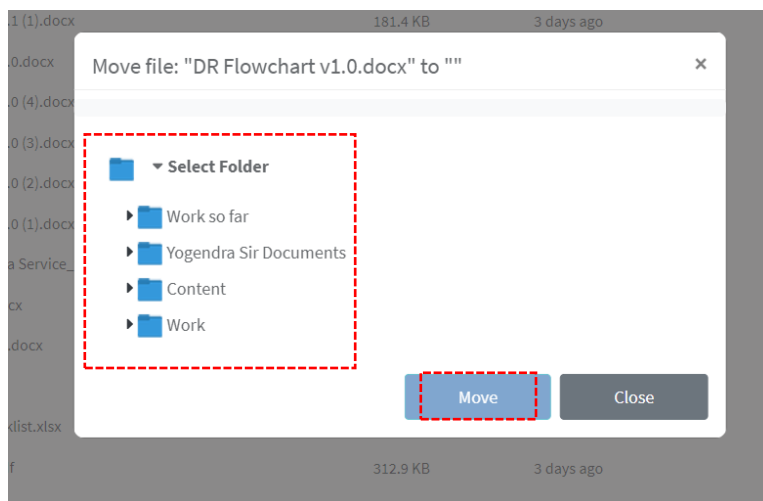 .1 (1).docx 181.4 KB 3 days ago
Move file: "DR Flowchart v1.0.docx" to "" ×
.0.docx
.0 (4).docx
.0 (3).docx
Select Folder
.0 (2).docx
Work so far
.0 (1).docx
Yogendra Sir Documents
a Service_
Content
cx
Work
.docx
Move Close
klist.xlsx
f 312.9 KB 3 days ago